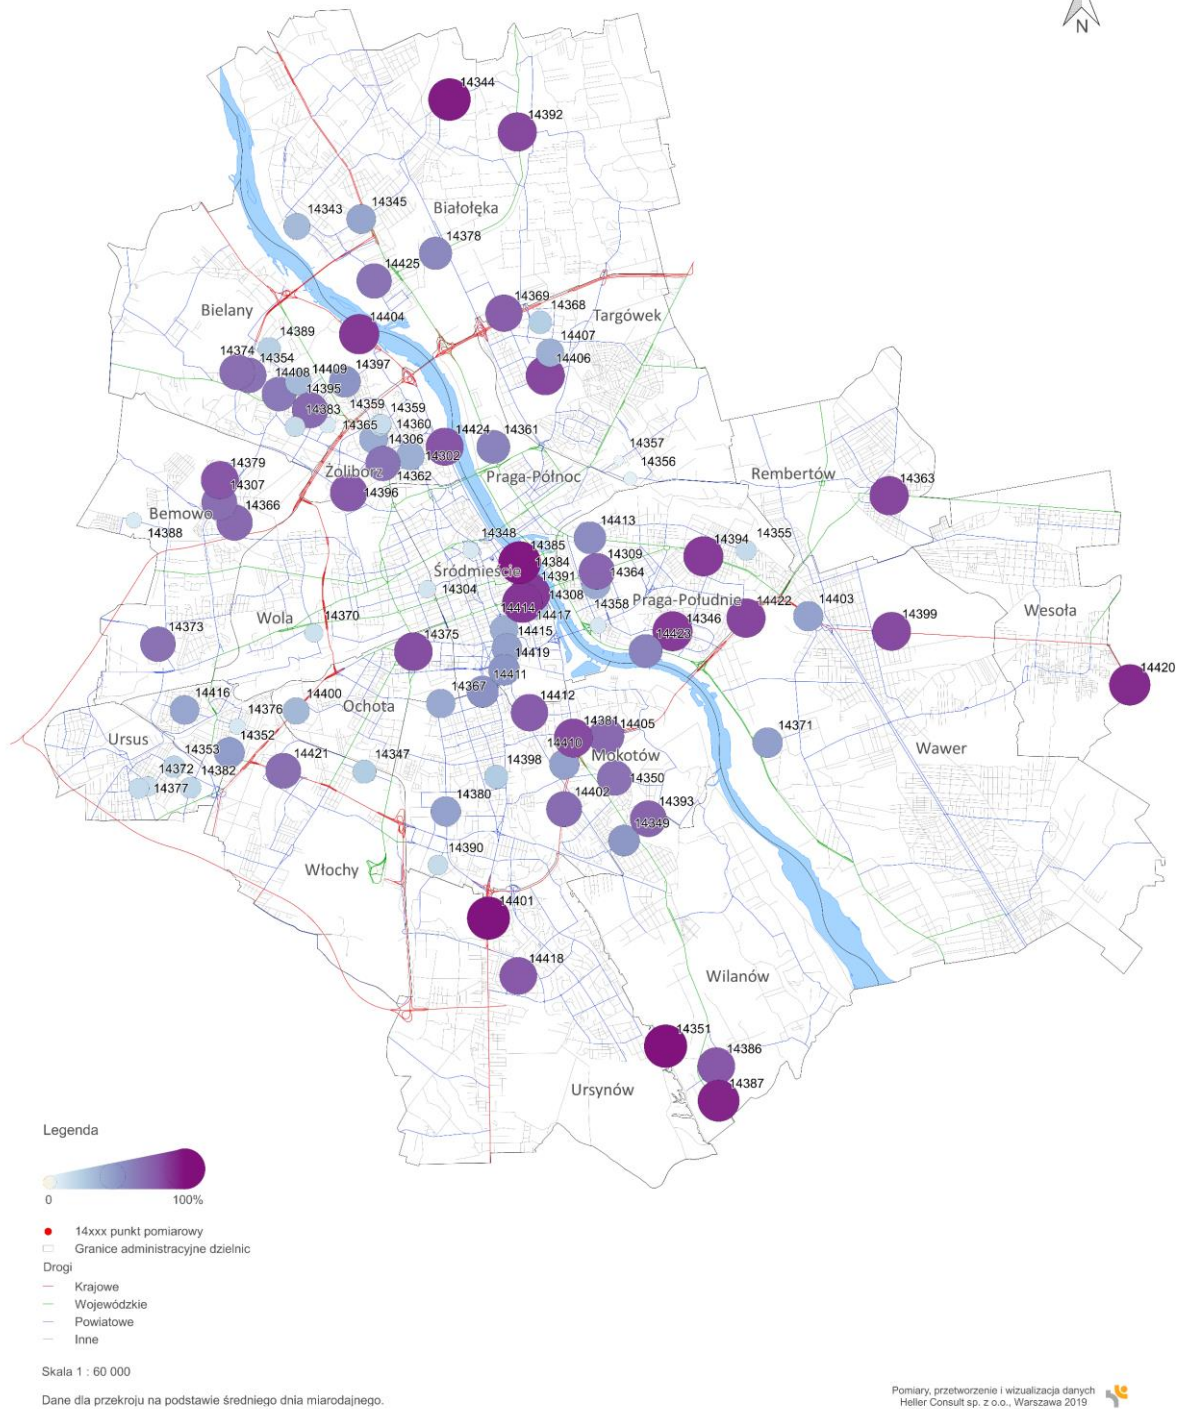 N
14344
14392
14343
14345
Białołęka
14378
14425
14369
14368
Targówek
Bielany
14404
14407
14389
14406
14374
14354
14397
14408
14409
14395
14383
14359
14359
14365
14360
14424
14361
14306
14302
14357
14379
Żoliborz
14362
Praga-Północ
14356
Rembertów
14363
14307
14396
Bemowo
14366
14388
14413
14348
14385
14309
14394
14355
14384
Śródmieście
14391
14364
14304
14308
14358
Praga-Południe
14422
14403
14414
14417
14346
14399
Wesoła
Wola
14370
14415
14423
14373
14375
14419
14420
14411
14367
14416
14400
14376
Ochota
14412
14371
Ursus
14352
14381
14405
14353
14410
Mokotów
Wawer
14372
14382
14421
14347
14398
14350
14377
14380
14402
14393
14349
14390
Włochy
14401
14418
Wilanów
14351
14386
14387
Ursynów
Legenda
0
100%
14xxx punkt pomiarowy
Granice administracyjne dzielnic
Drogi
Krajowe
Wojewódzkie
Powiatowe
Inne
Skala 1 : 60 000
Dane dla przekroju na podstawie średniego dnia miarodajnego.
Pomiary, przetworzenie i wizualizacja danych
Heller Consult sp. z o.o., Warszawa 2019